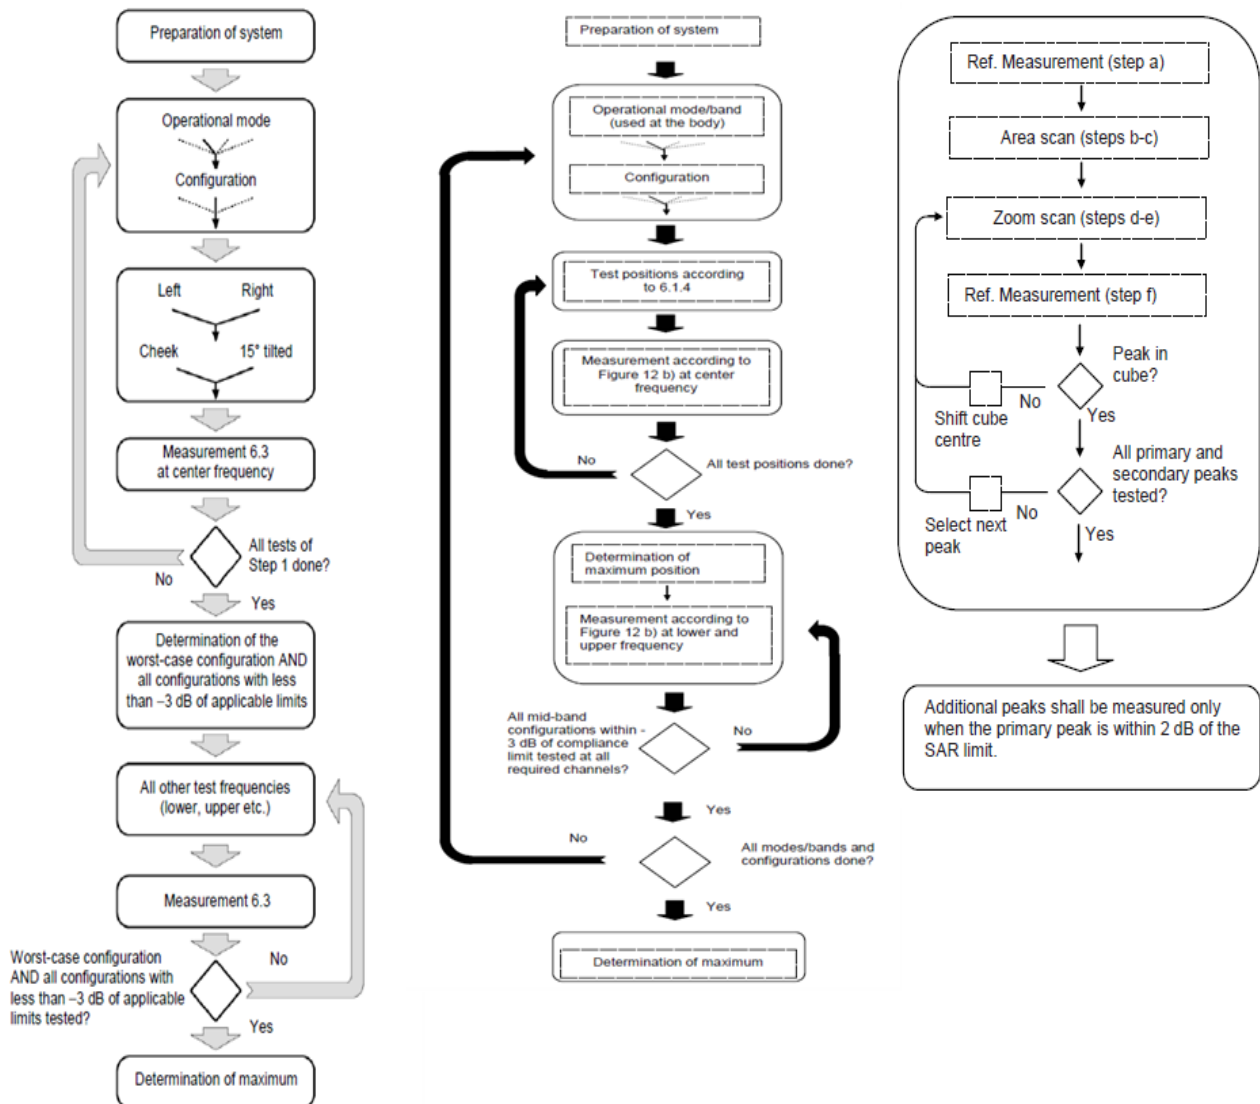 Preparation of system
Operational mode
Configuration
Left Right
Cheek 15° tilted
Measurement 6.3
at center frequency
All tests of
Step 1 done?
No
Yes
Determination of the
worst-case configuration AND
all configurations with less
than –3 dB of applicable limits
All other test frequencies
(lower, upper etc.)
Measurement 6.3
Worst-case configuration
AND all configurations with
less than –3 dB of applicable
limits tested?
No
Yes
Determination of maximum
Preparation of system
Operational mode/band
(used at the body)
Configuration
Test positions according
to 6.1.4
Measurement according to
Figure 12 b) at center
frequency
No
All test positions done?
Yes
Determination of
maximum position
Measurement according to
Figure 12 b) at lower and
upper frequency
All mid-band
configurations within -
3 dB of compliance
limit tested at all
required channels?
No
Yes
No
All modes/bands and
configurations done?
Yes
Determination of maximum
Ref. Measurement (step a)
Area scan (steps b-c)
Zoom scan (steps d-e)
Ref. Measurement (step f)
Peak in
cube?
No
Shift cube
centre
Yes
All primary and
secondary peaks
tested?
No
Select next
peak
Yes
Additional peaks shall be measured only
when the primary peak is within 2 dB of the
SAR limit.